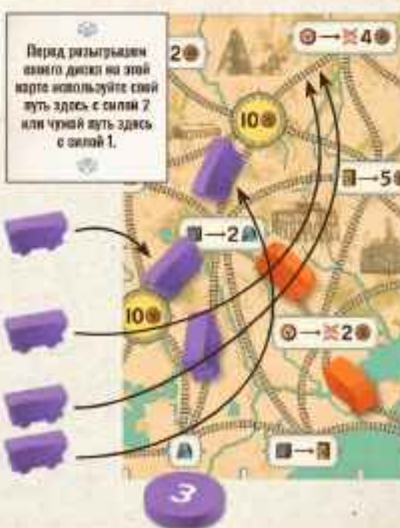 Перед розыгрышем
своего диска на этой
карте используйте свой
путь здесь с силой 2
или чужой путь здесь
с силой 1.
2
4
10
5
2
10
2
3